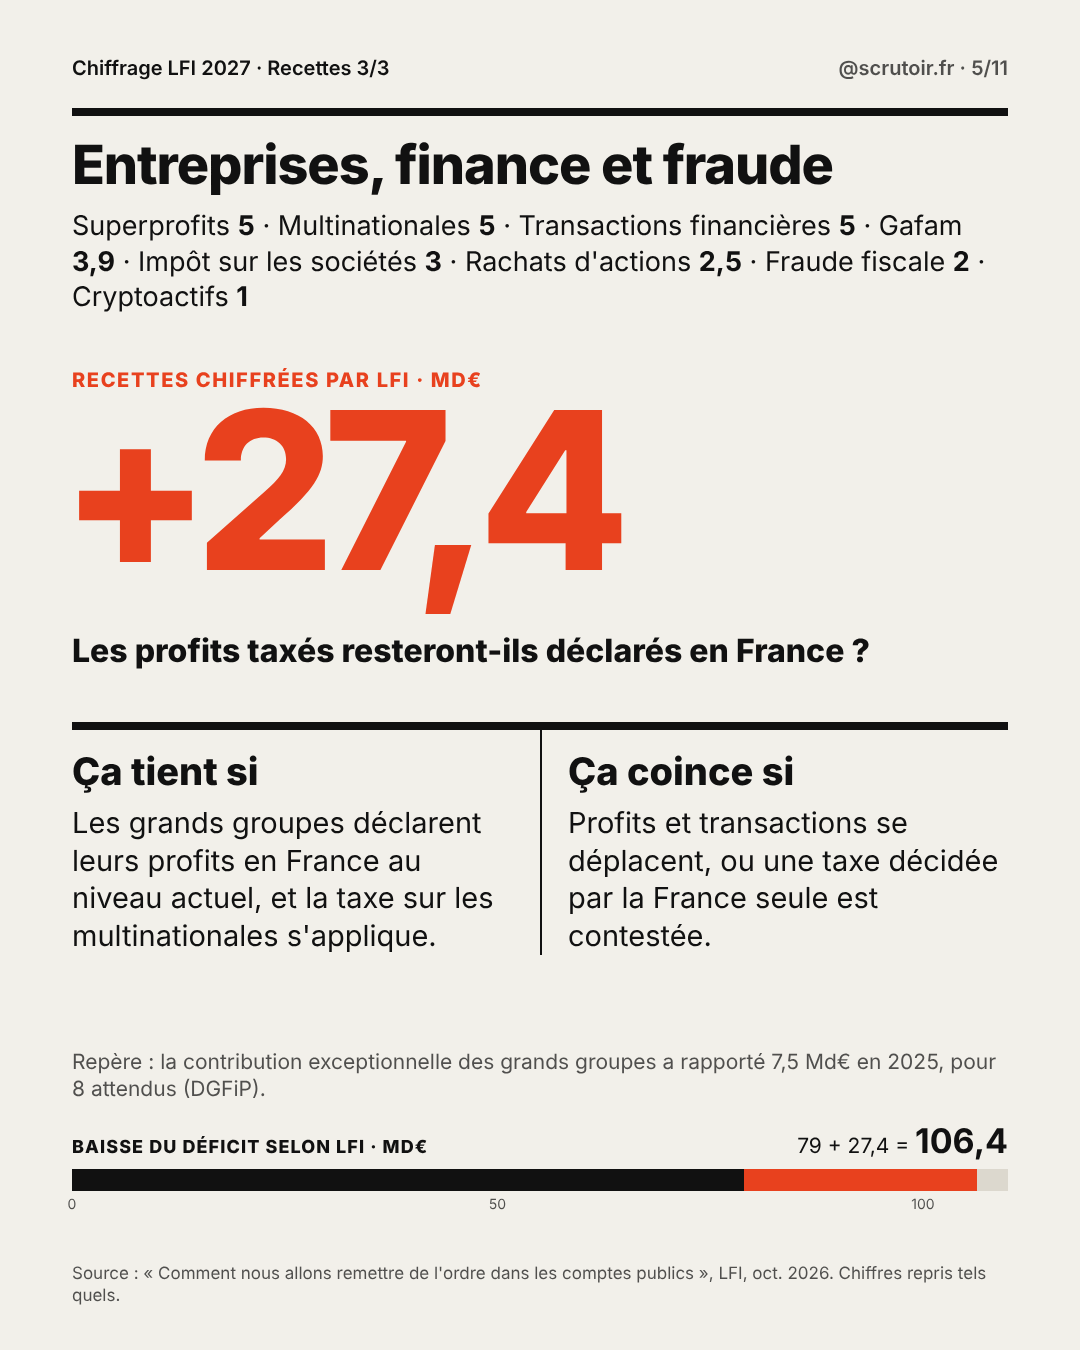 Chiffrage LFI 2027 · Recettes 3/3
@scrutoir.fr · 5/11
Entreprises, finance et fraude
Superprofits 5 · Multinationales 5 · Transactions financières 5 · Gafam
3,9 · Impôt sur les sociétés 3 · Rachats d'actions 2,5 · Fraude fiscale 2 ·
Cryptoactifs 1
RECETTES CHIFFRÉES PAR LFI · MD€
+27,4
Les profits taxés resteront-ils déclarés en France ?
Ça tient si
Les grands groupes déclarent
leurs profits en France au
niveau actuel, et la taxe sur les
multinationales s'applique.
Ça coince si
Profits et transactions se
déplacent, ou une taxe décidée
par la France seule est
contestée.
Repère : la contribution exceptionnelle des grands groupes a rapporté 7,5 Md€ en 2025, pour
8 attendus (DGFiP).
BAISSE DU DÉFICIT SELON LFI · MD€
79 + 27,4 = 106,4
0 50 100
Source : « Comment nous allons remettre de l'ordre dans les comptes publics », LFI, oct. 2026. Chiffres repris tels
quels.